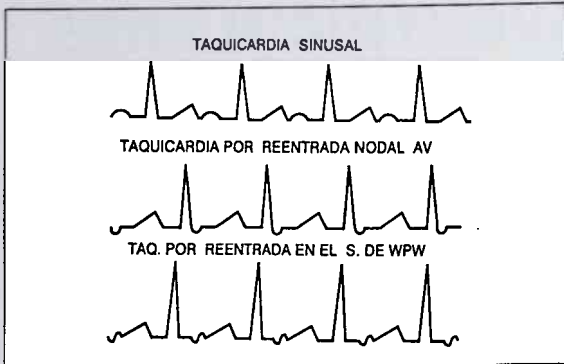 TAQUICARDIA SINUSAL
TAQUICARDIA POR REENTRADA NODAL AV
TAQ. POR REENTRADA EN EL S. DE WPW